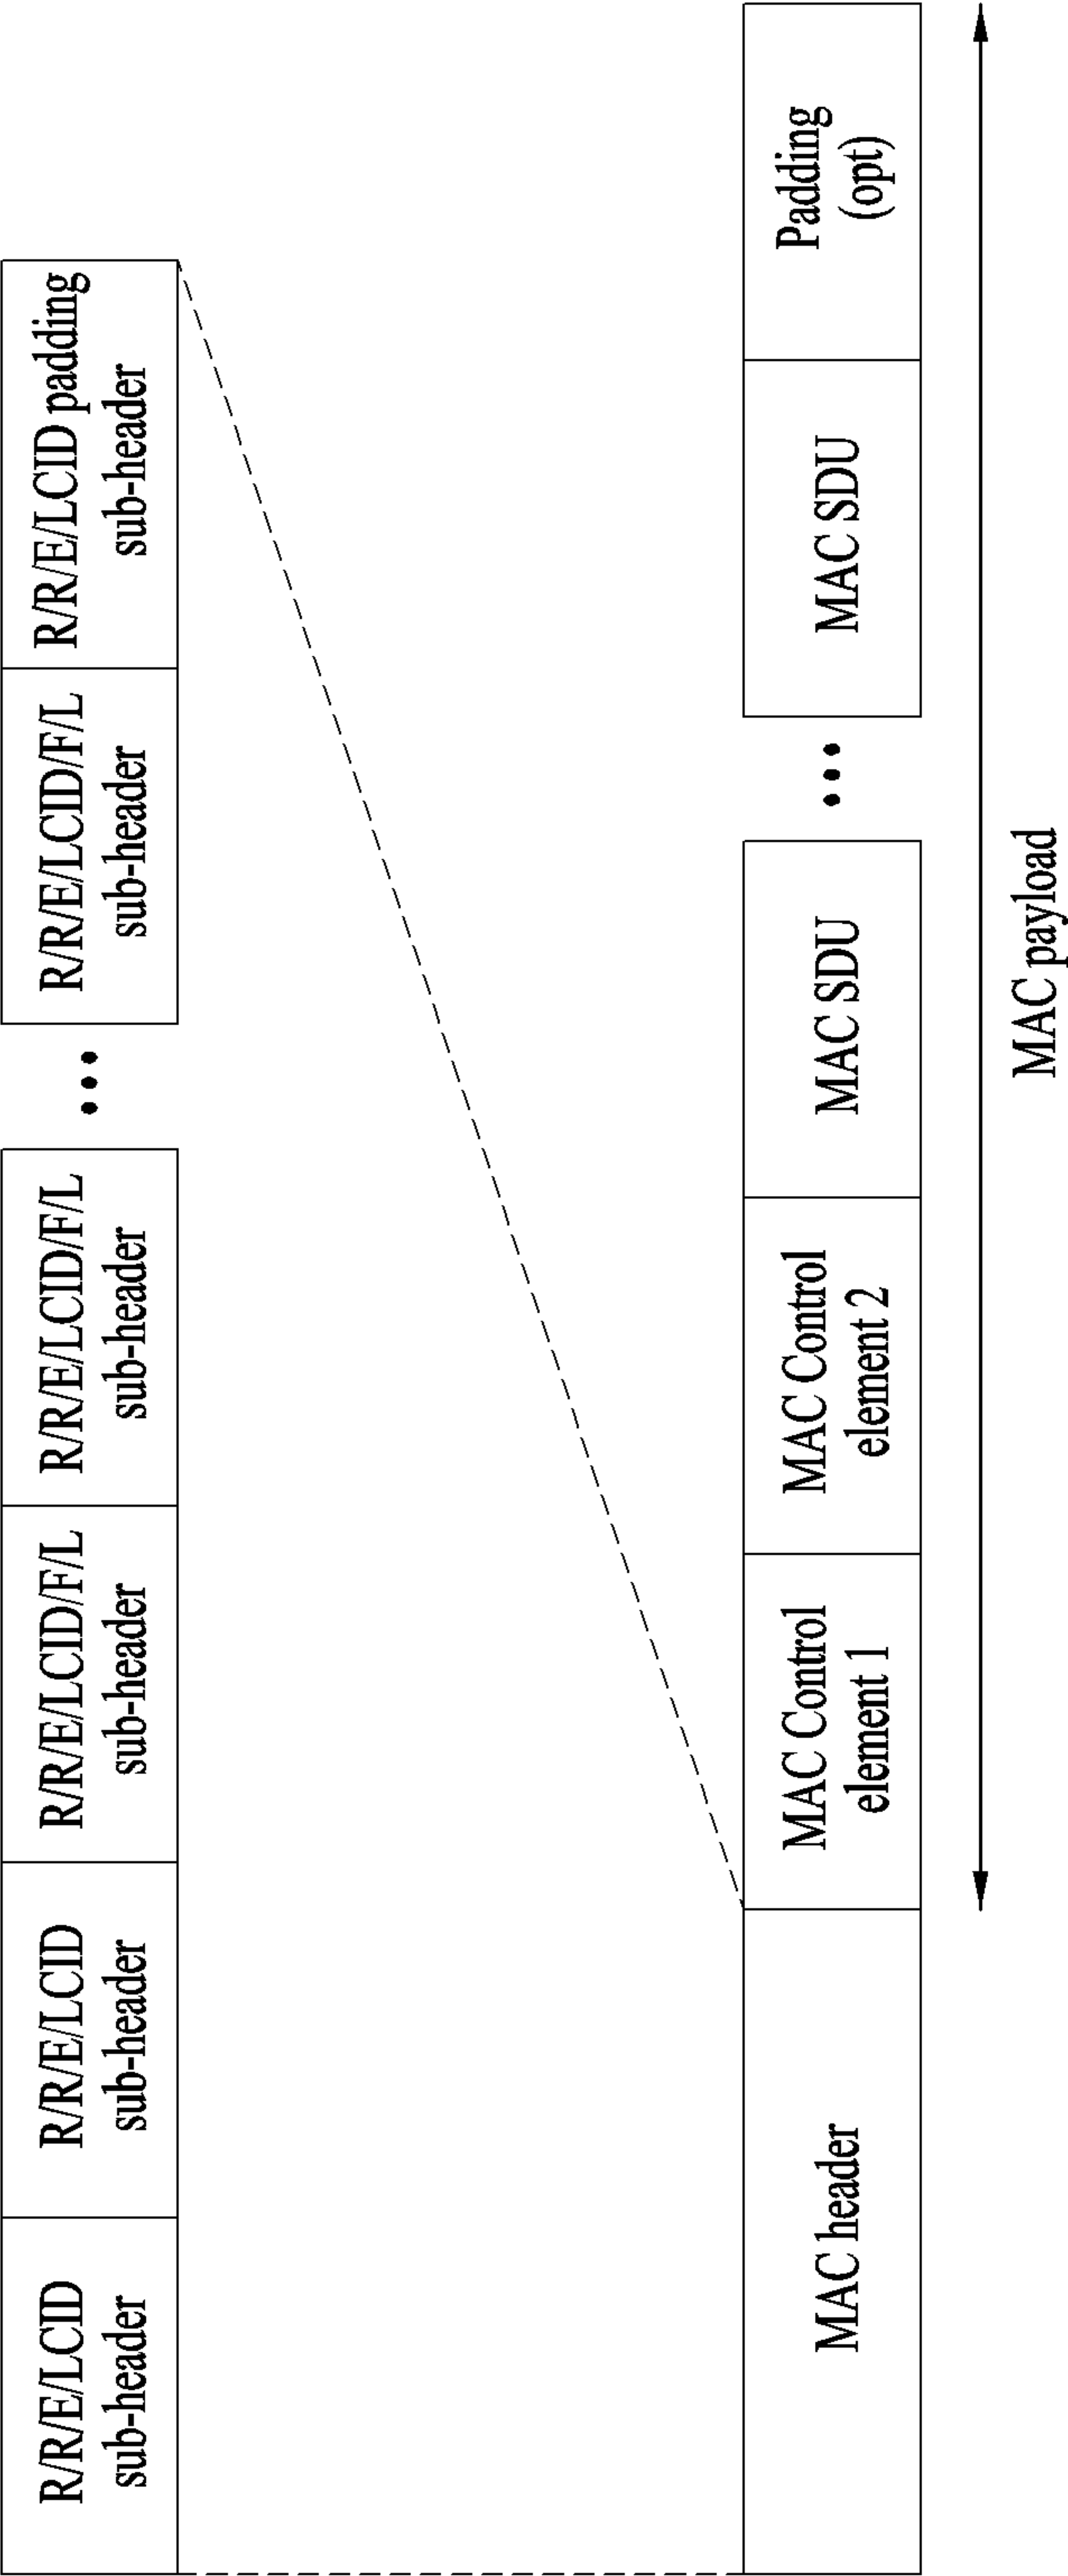 R/R/E/LCID
sub-header
R/R/E/LCID
sub-header
R/R/E/LCID/F/L
sub-header
R/R/E/LCID/F/L
sub-header
...
R/R/E/LCID/F/L
sub-header
R/R/E/LCID padding
sub-header
MAC header
MAC Control
element 1
MAC Control
element 2
MAC SDU
...
MAC SDU
Padding
(opt)
MAC payload